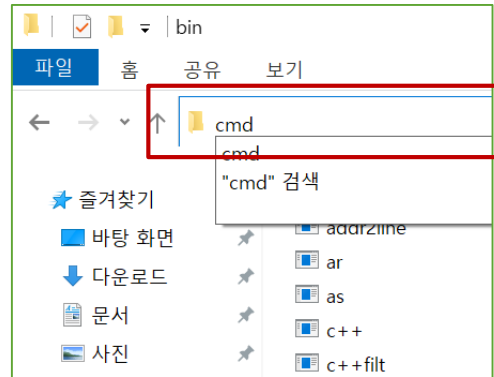 bin
파일 홈 공유 보기
cmd
cmd
"cmd" 검색
즐겨찾기
바탕 화면
다운로드
문서
사진
addr2line
ar
as
c++
c++filt